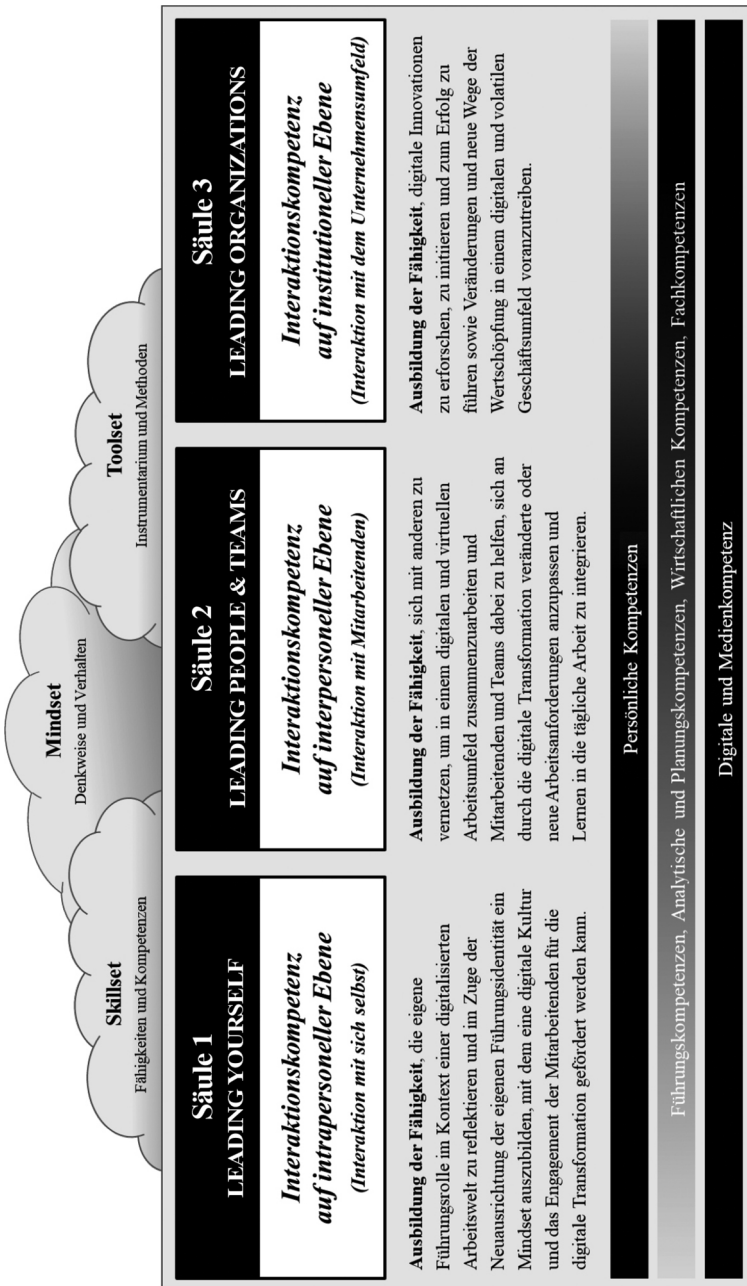 Skillset
Fähigkeiten und Kompetenzen
Mindset
Denkweise und Verhalten
Toolset
Instrumentarium und Methoden
Säule 1
LEADING YOURSELF
Interaktionskompetenz
auf intrapersoneller Ebene
(Interaktion mit sich selbst)
Ausbildung der Fähigkeit, die eigene
Führungsrolle im Kontext einer digitalisierten
Arbeitswelt zu reflektieren und im Zuge der
Neuausrichtung der eigenen Führungsidentität ein
Mindset auszubilden, mit dem eine digitale Kultur
und das Engagement der Mitarbeitenden für die
digitale Transformation gefördert werden kann.
Säule 2
LEADING PEOPLE & TEAMS
Interaktionskompetenz
auf interpersoneller Ebene
(Interaktion mit Mitarbeitenden)
Ausbildung der Fähigkeit, sich mit anderen zu
vernetzen, um in einem digitalen und virtuellen
Arbeitsumfeld zusammenzuarbeiten und
Mitarbeitenden und Teams dabei zu helfen, sich an
durch die digitale Transformation veränderte oder
neue Arbeitsanforderungen anzupassen und
Lernen in die tägliche Arbeit zu integrieren.
Säule 3
LEADING ORGANIZATIONS
Interaktionskompetenz
auf institutioneller Ebene
(Interaktion mit dem Unternehmensumfeld)
Ausbildung der Fähigkeit, digitale Innovationen
zu erforschen, zu initiieren und zum Erfolg zu
führen sowie Veränderungen und neue Wege der
Wertschöpfung in einem digitalen und volatilen
Geschäftsumfeld voranzutreiben.
Persönliche Kompetenzen
Führungskompetenzen, Analytische und Planungskompetenzen, Wirtschaftlichen Kompetenzen, Fachkompetenzen
Digitale und Medienkompetenz